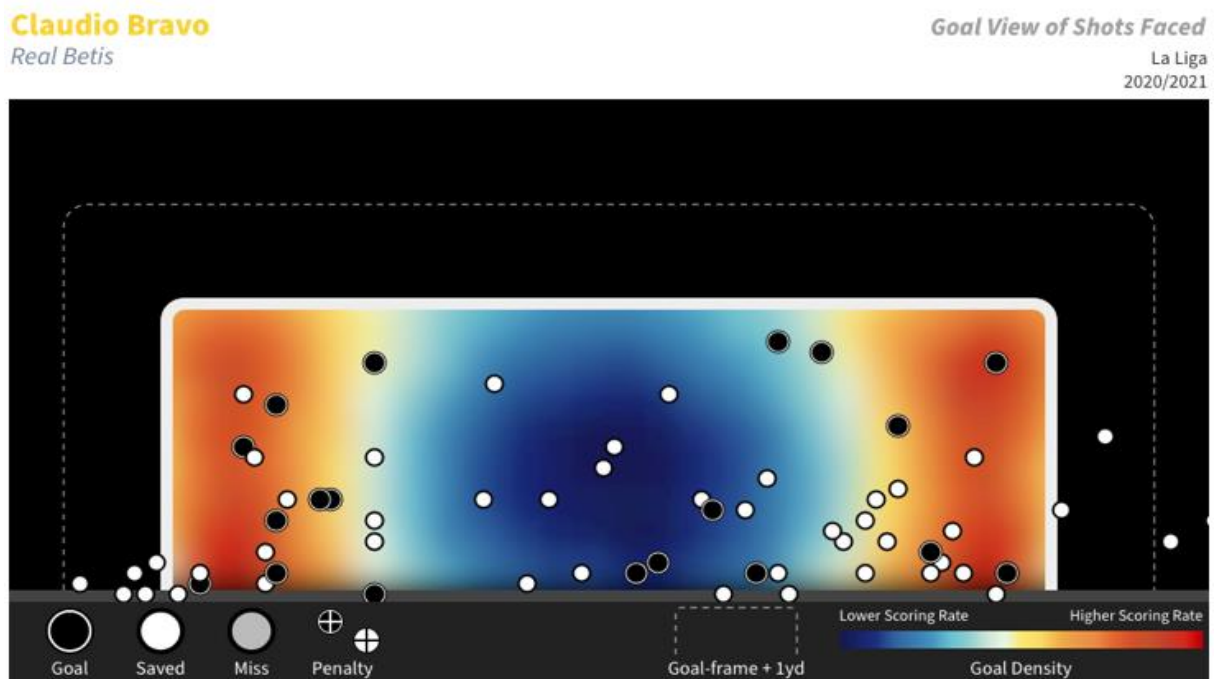 Claudio Bravo
Goal View of Shots Faced
Real Betis
La Liga
2020/2021
Lower Scoring Rate
Higher Scoring Rate
Goal
Saved
Miss
Penalty
Goal-frame + 1yd
Goal Density